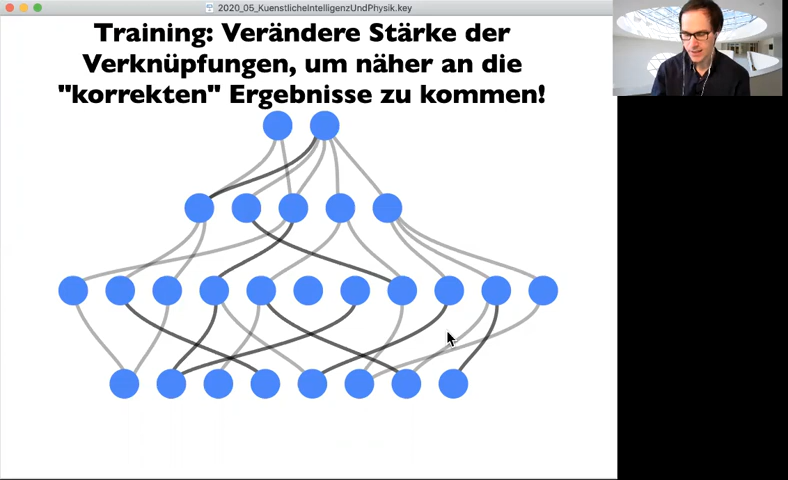 2020_05_KuenstlicheIntelligenzUndPhysik.key
Training: Verändere Stärke der
Verknüpfungen, um näher an die
"korrekten" Ergebnisse zu kommen!